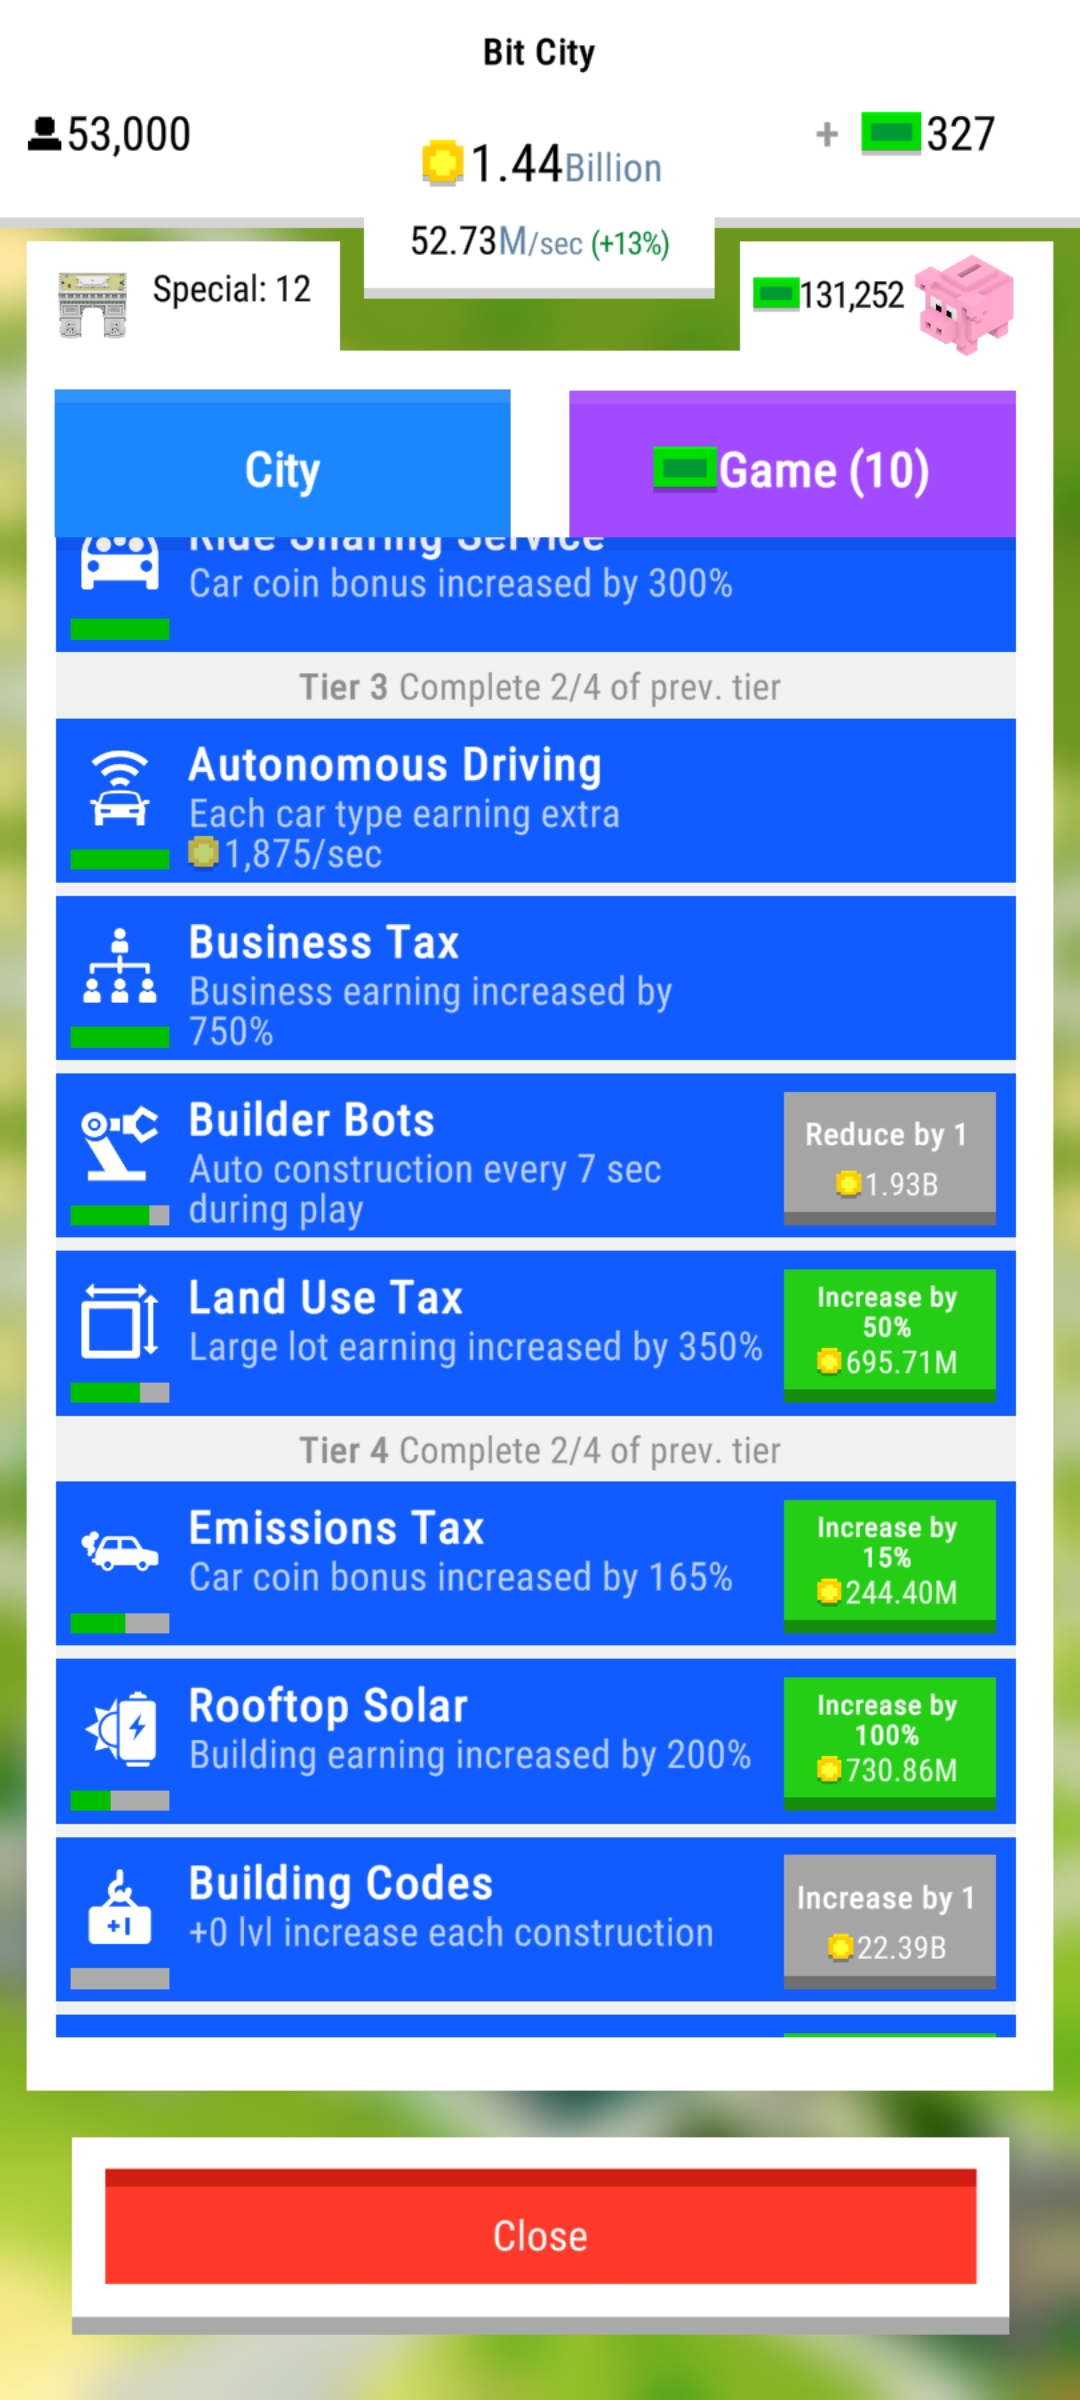 Bit City
53,000
1.44Billion
+ 327
52.73M/sec (+13%)
Special: 12
131,252
City
Game (10)
Ride Sharing Service
Car coin bonus increased by 300%
Tier 3 Complete 2/4 of prev. tier
Autonomous Driving
Each car type earning extra
1,875/sec
Business Tax
Business earning increased by
750%
Builder Bots
Auto construction every 7 sec
during play
Reduce by 1
1.93B
Land Use Tax
Large lot earning increased by 350%
Increase by
50%
695.71M
Tier 4 Complete 2/4 of prev. tier
Emissions Tax
Car coin bonus increased by 165%
Increase by
15%
244.40M
Rooftop Solar
Building earning increased by 200%
Increase by
100%
730.86M
+1
Building Codes
+0 lvl increase each construction
Increase by 1
22.39B
Close